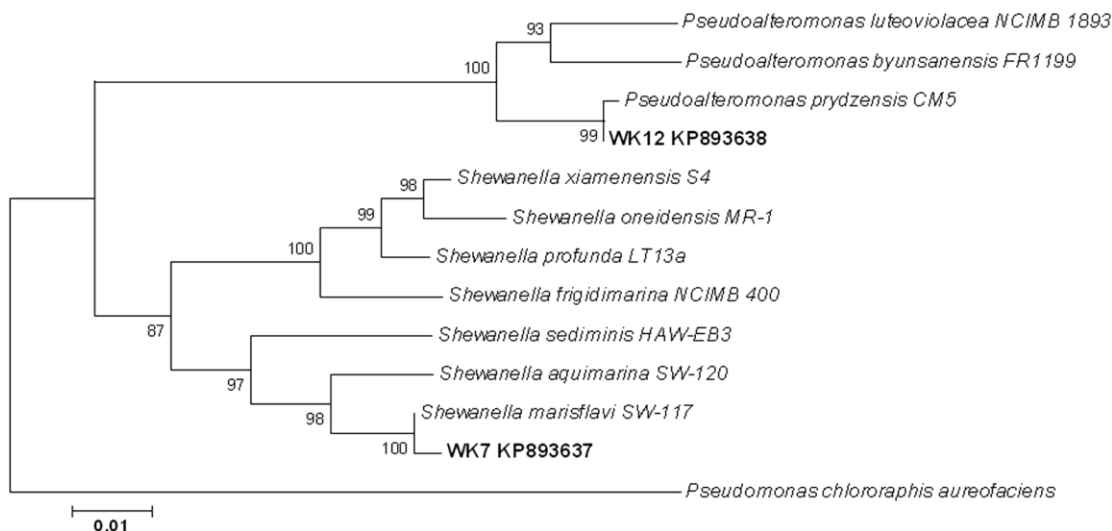 Pseudoalteromonas luteoviolacea NCIMB 1893
93
Pseudoalteromonas byunsanensis FR1199
100
Pseudoalteromonas prydzensis CM5
99
WK12 KP893638
Shewanella xiamenensis S4
98
Shewanella oneidensis MR-1
99
Shewanella profunda LT13a
100
Shewanella frigidimarina NCIMB 400
87
Shewanella sediminis HAW-EB3
97
Shewanella aquimarina SW-120
98
Shewanella marisflavi SW-117
100
WK7 KP893637
Pseudomonas chlororaphis aureofaciens
0.01